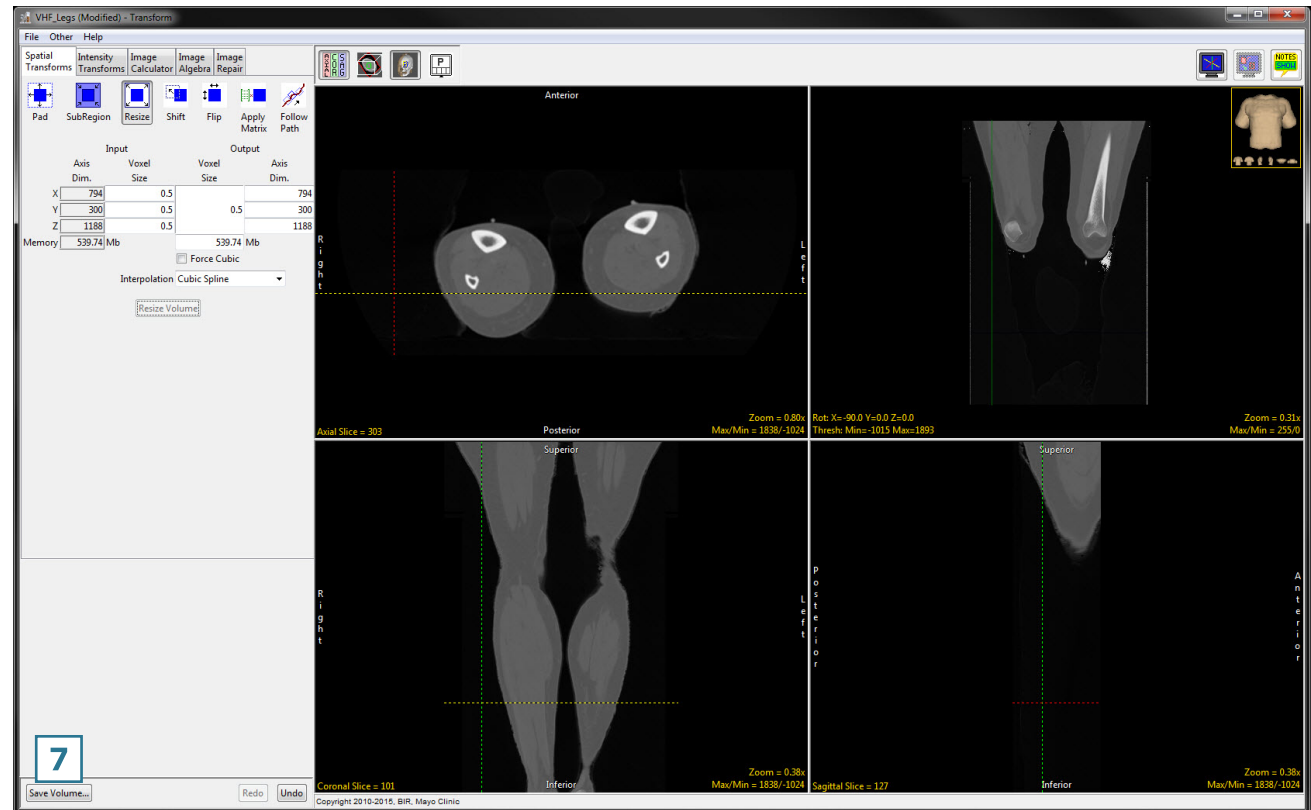 VHF_Legs (Modified) - Transform
File Other Help
Spatial Transforms
Intensity Transforms
Image Calculator
Image Algebra
Image Repair
Pad
SubRegion
Resize
Shift
Flip
Apply Matrix
Follow Path
Input Output
Axis Dim. Voxel Size Voxel Size Axis Dim.
X 794 0.5 794
Y 300 0.5 0.5 300
Z 1188 0.5 1188
Memory 539.74 Mb 539.74 Mb
Force Cubic
Interpolation Cubic Spline
Resize Volume
7
Save Volume...
Redo
Undo
AXIAL
COR
SAG
P
NOTES
SHOW
Anterior
Right
Left
Zoom = 0.80x
Axial Slice = 303
Posterior
Max/Min = 1838/-1024
Rot: X=-90.0 Y=0.0 Z=0.0
Zoom = 0.31x
Thresh: Min=-1015 Max=1893
Max/Min = 255/0
Superior
Right
Left
Zoom = 0.38x
Coronal Slice = 101
Inferior
Max/Min = 1838/-1024
Superior
Posterior
Anterior
Zoom = 0.38x
Sagittal Slice = 127
Inferior
Max/Min = 1838/-1024
Copyright 2010-2015, BIR, Mayo Clinic